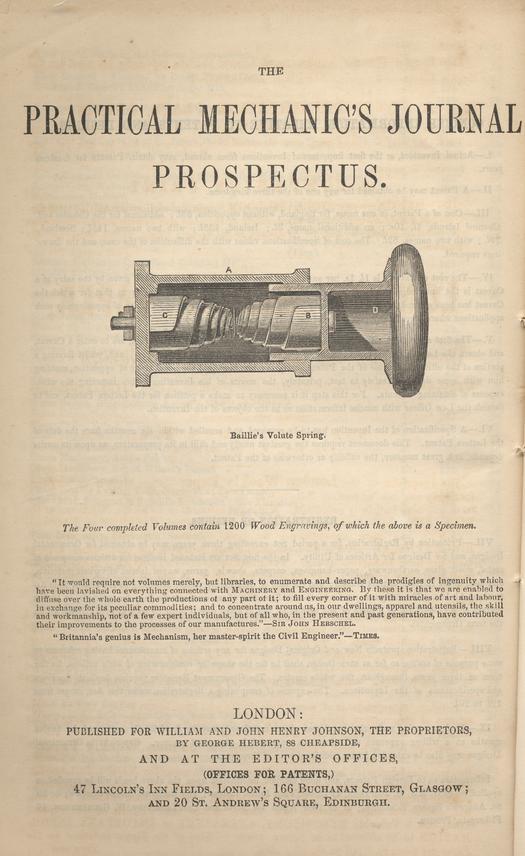 THE
PRACTICAL MECHANIC'S JOURNAL
PROSPECTUS.
A
C
B
D
Baillie's Volute Spring.
The Four completed Volumes contain 1200 Wood Engravings, of which the above is a Specimen.
"It would require not volumes merely, but libraries, to enumerate and describe the prodigies of ingenuity which
have been lavished on everything connected with MACHINERY and ENGINEERING. By these it is that we are enabled to
diffuse over the whole earth the productions of any part of it; to fill every corner of it with miracles of art and labour,
in exchange for its peculiar commodities; and to concentrate around us, in our dwellings, apparel and utensils, the skill
and workmanship, not of a few expert individuals, but of all who, in the present and past generations, have contributed
their improvements to the processes of our manufactures."—SIR JOHN HERSCHEL.
"Britannia's genius is Mechanism, her master-spirit the Civil Engineer."—TIMES.
LONDON:
PUBLISHED FOR WILLIAM AND JOHN HENRY JOHNSON, THE PROPRIETORS,
BY GEORGE HEBERT, 88 CHEAPSIDE,
AND AT THE EDITOR'S OFFICES,
(OFFICES FOR PATENTS,)
47 LINCOLN'S INN FIELDS, LONDON; 166 BUCHANAN STREET, GLASGOW;
AND 20 ST. ANDREW'S SQUARE, EDINBURGH.